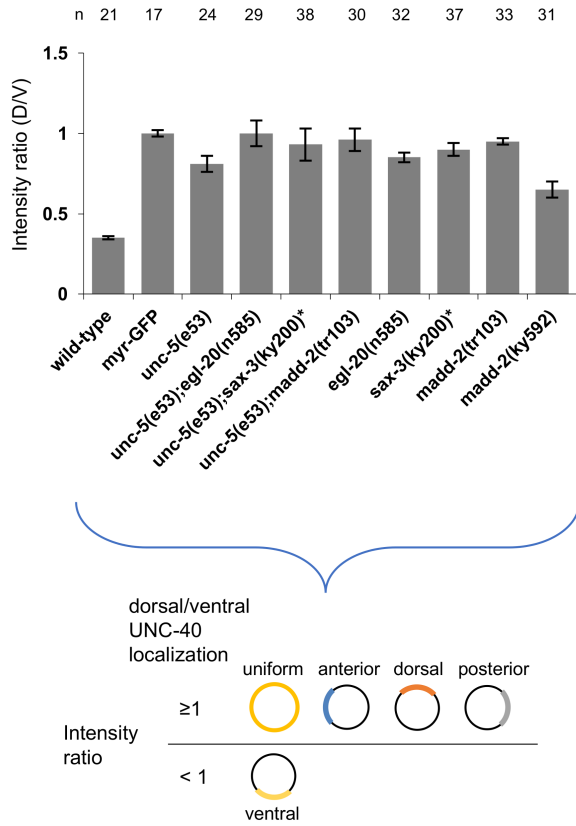 n 21 17 24 29 38 30 32 37 33 31
Intensity ratio (D/V)
1.5
1
0.5
0
wild-type
myr-GFP
unc-5(e53)
unc-5(e53);egl-20(n585)
unc-5(e53);sax-3(ky200)*
unc-5(e53);madd-2(tr103)
egl-20(n585)
sax-3(ky200)*
madd-2(tr103)
madd-2(ky592)
dorsal/ventral
UNC-40
localization
uniform anterior dorsal posterior
≥1
Intensity
ratio
< 1
ventral